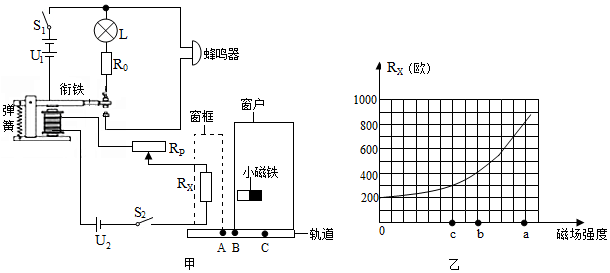 S1
U1
L
R0
蜂鸣器
衔铁
弹簧
窗框
窗户
RP
RX
小磁铁
S2
U2
A B C
轨道
甲
RX (欧)
1000
800
600
400
200
0
c b a
磁场强度
乙